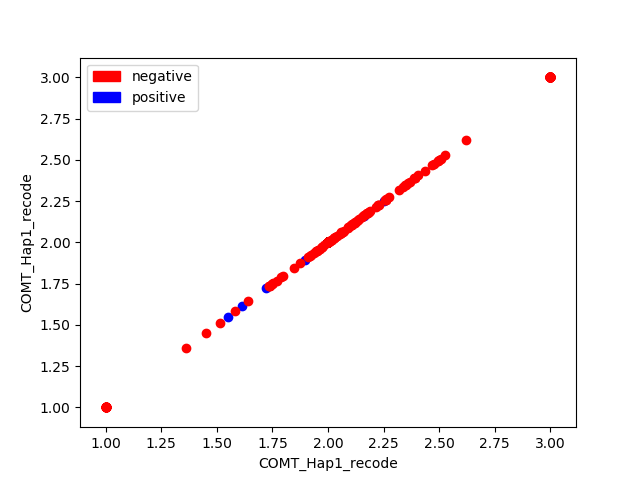 negative
positive
3.00
2.75
2.50
2.25
2.00
1.75
1.50
1.25
1.00
COMT_Hap1_recode
1.00 1.25 1.50 1.75 2.00 2.25 2.50 2.75 3.00
COMT_Hap1_recode